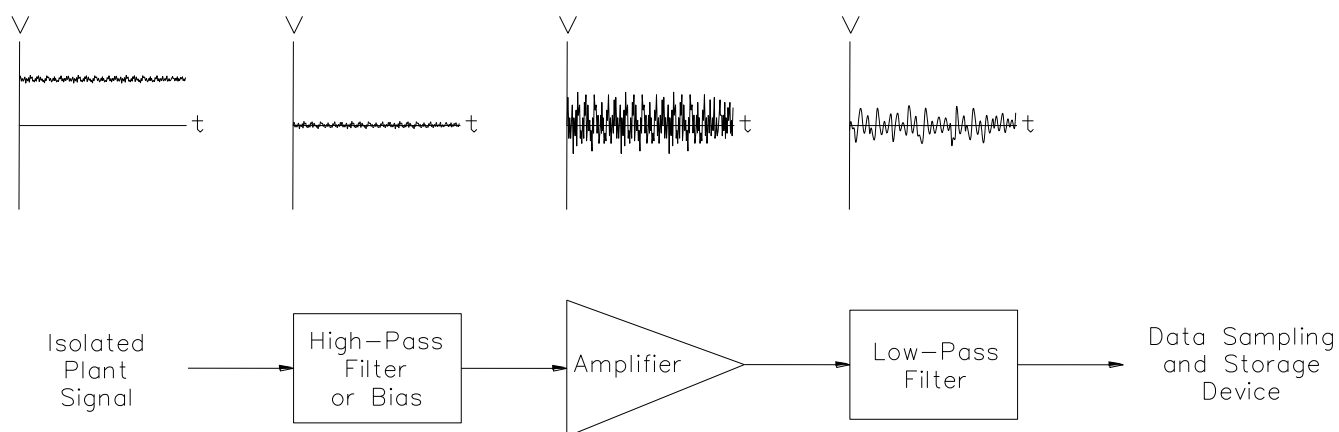 V
V
V
V
t
t
t
t
Isolated
Plant
Signal
High-Pass
Filter
or Bias
Amplifier
Low-Pass
Filter
Data Sampling
and Storage
Device